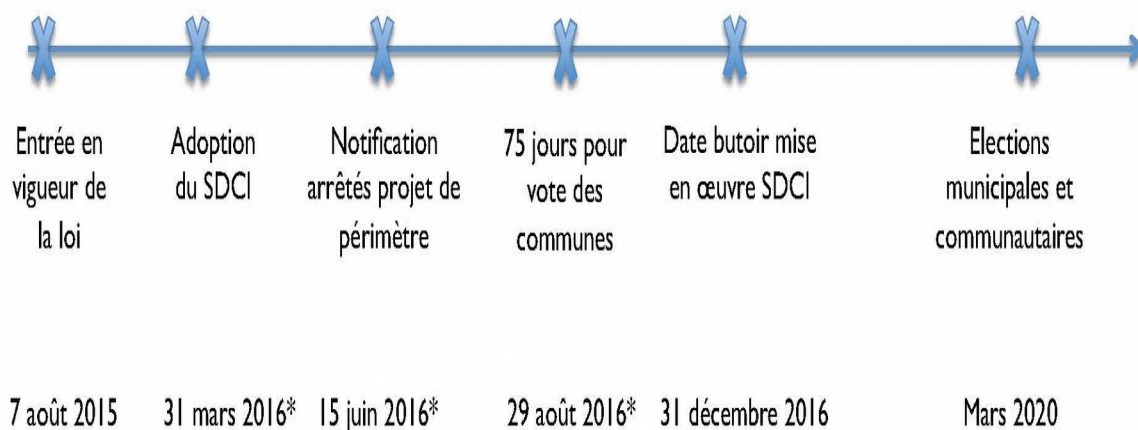 Entrée en
vigueur de
la loi
Adoption
du SDCI
Notification
arrêtés projet de
périmètre
75 jours pour
vote des
communes
Date butoir mise
en œuvre SDCI
Elections
municipales et
communautaires
7 août 2015
31 mars 2016*
15 juin 2016*
29 août 2016*
31 décembre 2016
Mars 2020